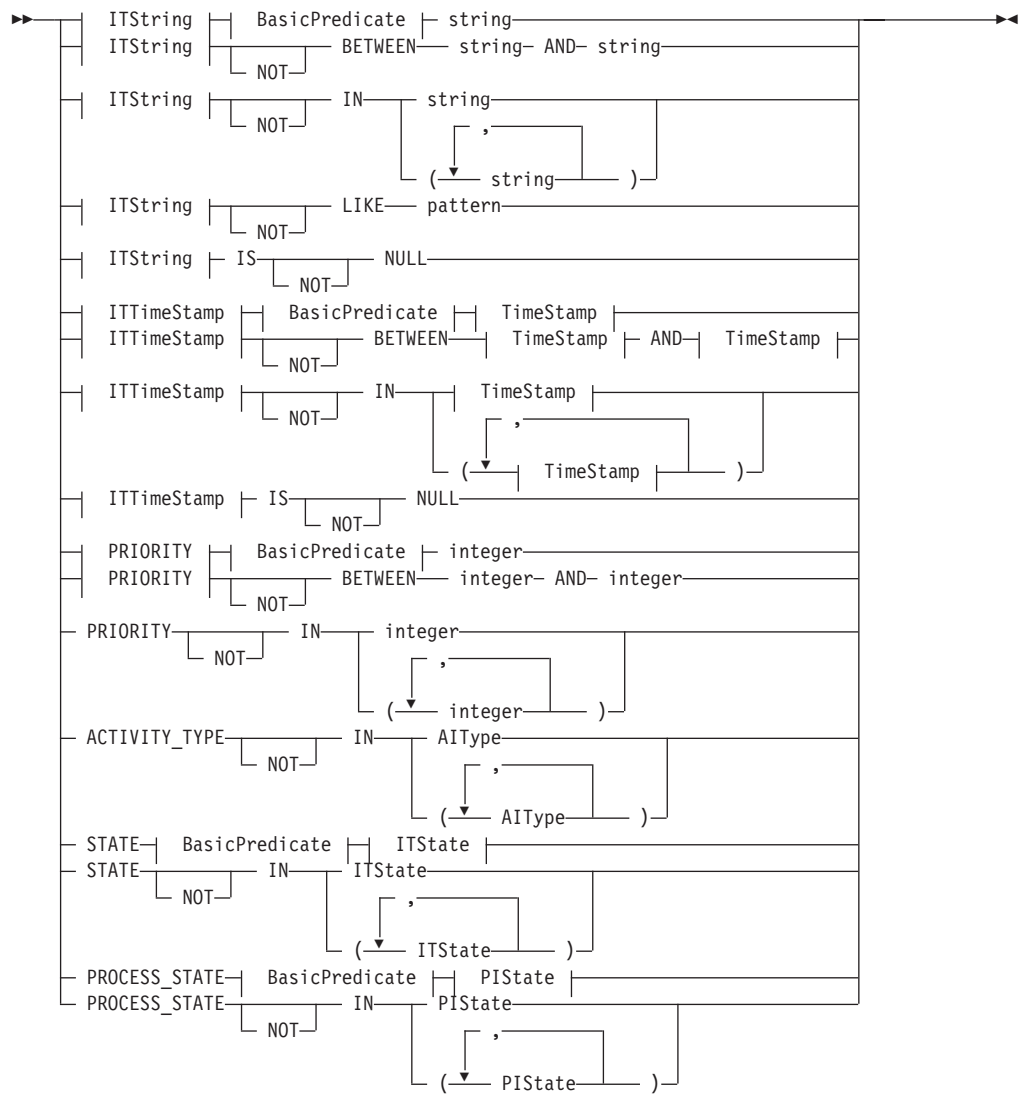 ITString BasicPredicate string
ITString BETWEEN string AND string
NOT
ITString IN string
NOT ,
( string )
ITString LIKE pattern
NOT
ITString IS NULL
NOT
ITTimeStamp BasicPredicate TimeStamp
ITTimeStamp BETWEEN TimeStamp AND TimeStamp
NOT
ITTimeStamp IN TimeStamp
NOT ,
( TimeStamp )
ITTimeStamp IS NULL
NOT
PRIORITY BasicPredicate integer
PRIORITY BETWEEN integer AND integer
NOT
PRIORITY IN integer
NOT ,
( integer )
ACTIVITY_TYPE IN AIType
NOT ,
( AIType )
STATE BasicPredicate ITState
STATE IN ITState
NOT ,
( ITState )
PROCESS_STATE BasicPredicate PIState
PROCESS_STATE IN PIState
NOT ,
( PIState )